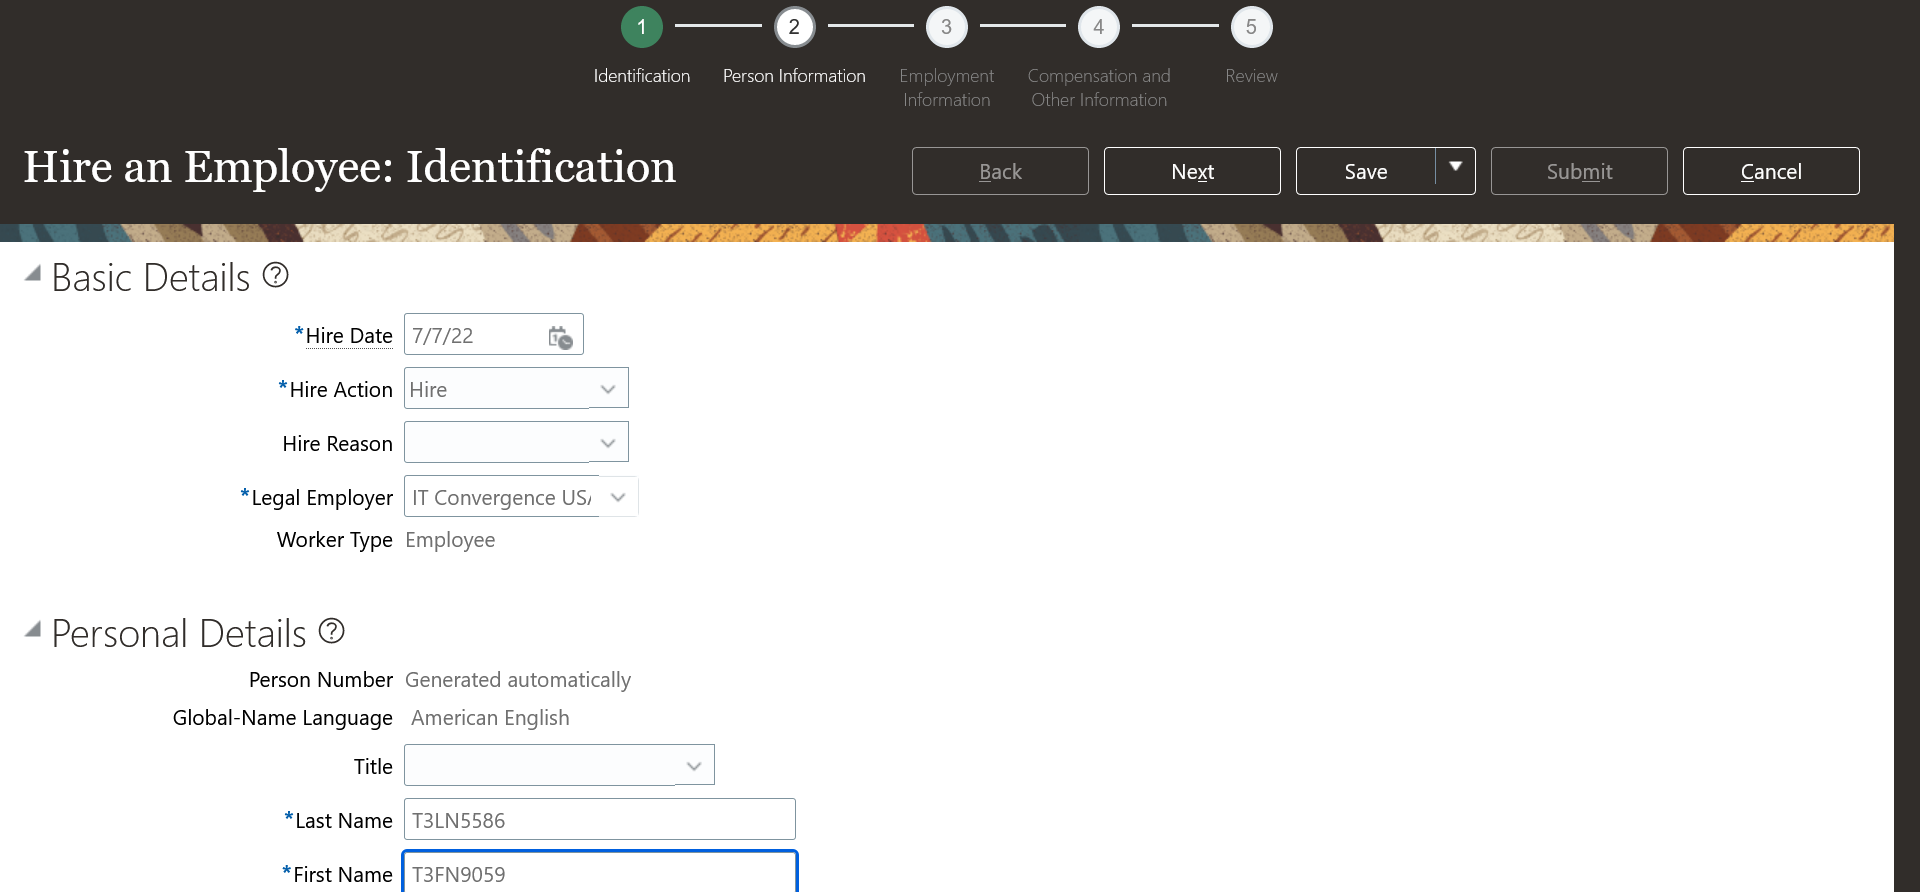 1
2
3
4
5
Identification
Person Information
Employment
Information
Compensation and
Other Information
Review
Hire an Employee: Identification
Back
Next
Save
Submit
Cancel
Basic Details
*Hire Date 7/7/22
*Hire Action Hire
Hire Reason
*Legal Employer IT Convergence USA
Worker Type Employee
Personal Details
Person Number Generated automatically
Global-Name Language American English
Title
*Last Name T3LN5586
*First Name T3FN9059